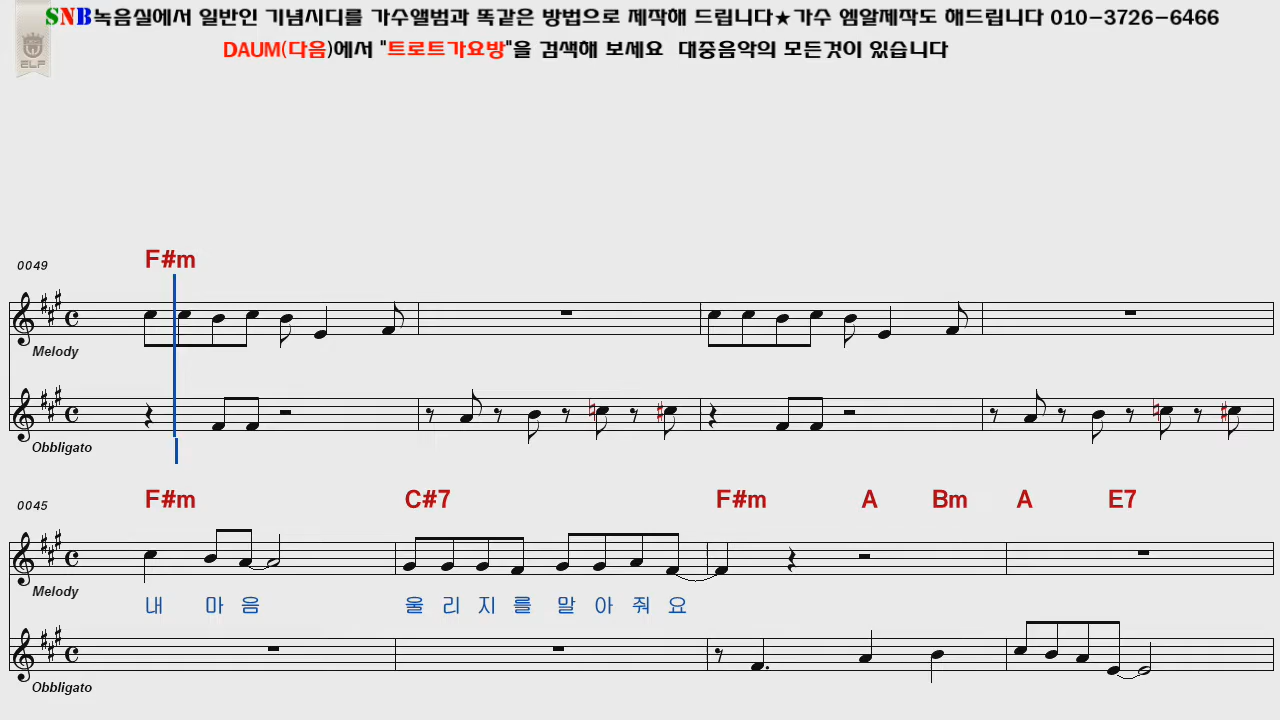 SNB녹음실에서 일반인 기념시디를 가수앨범과 똑같은 방법으로 제작해 드립니다★가수 엠알제작도 해드립니다 010-3726-6466
DAUM(다음)에서 "트로트가요방"을 검색해 보세요 대중음악의 모든것이 있습니다
ELF
F#m
0049
Melody
Obbligato
F#m C#7 F#m A Bm A E7
0045
Melody
내 마 음 울 리 지 를 말 아 줘 요
Obbligato